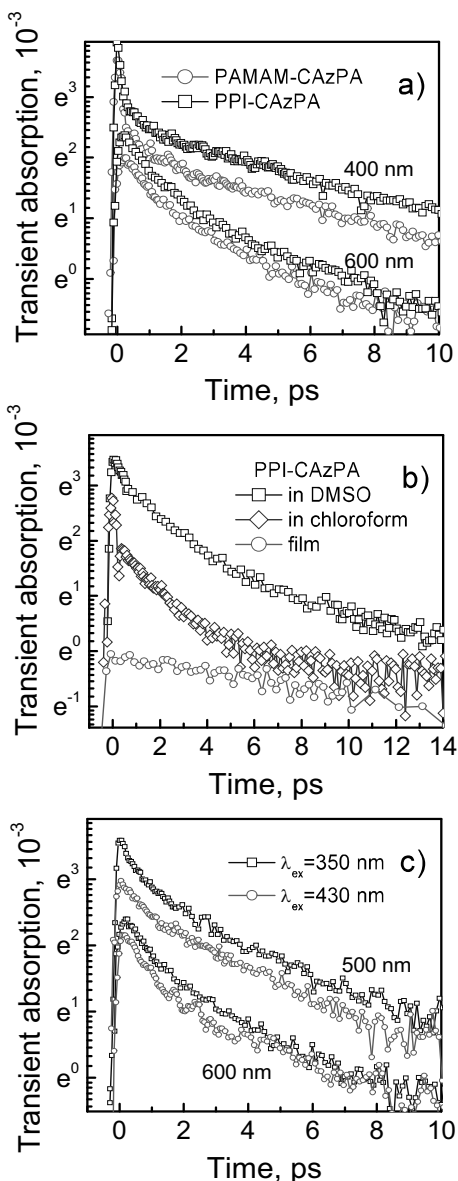 a)
PAMAM-CAzPA
PPI-CAzPA
400 nm
600 nm
Transient absorption, 10⁻³
e³
e²
e¹
e⁰
0 2 4 6 8 10
Time, ps
b)
PPI-CAzPA
in DMSO
in chloroform
film
Transient absorption, 10⁻³
e³
e²
e¹
e⁰
e⁻¹
0 2 4 6 8 10 12 14
Time, ps
c)
λex=350 nm
λex=430 nm
500 nm
600 nm
Transient absorption, 10⁻³
e³
e²
e¹
e⁰
0 2 4 6 8 10
Time, ps